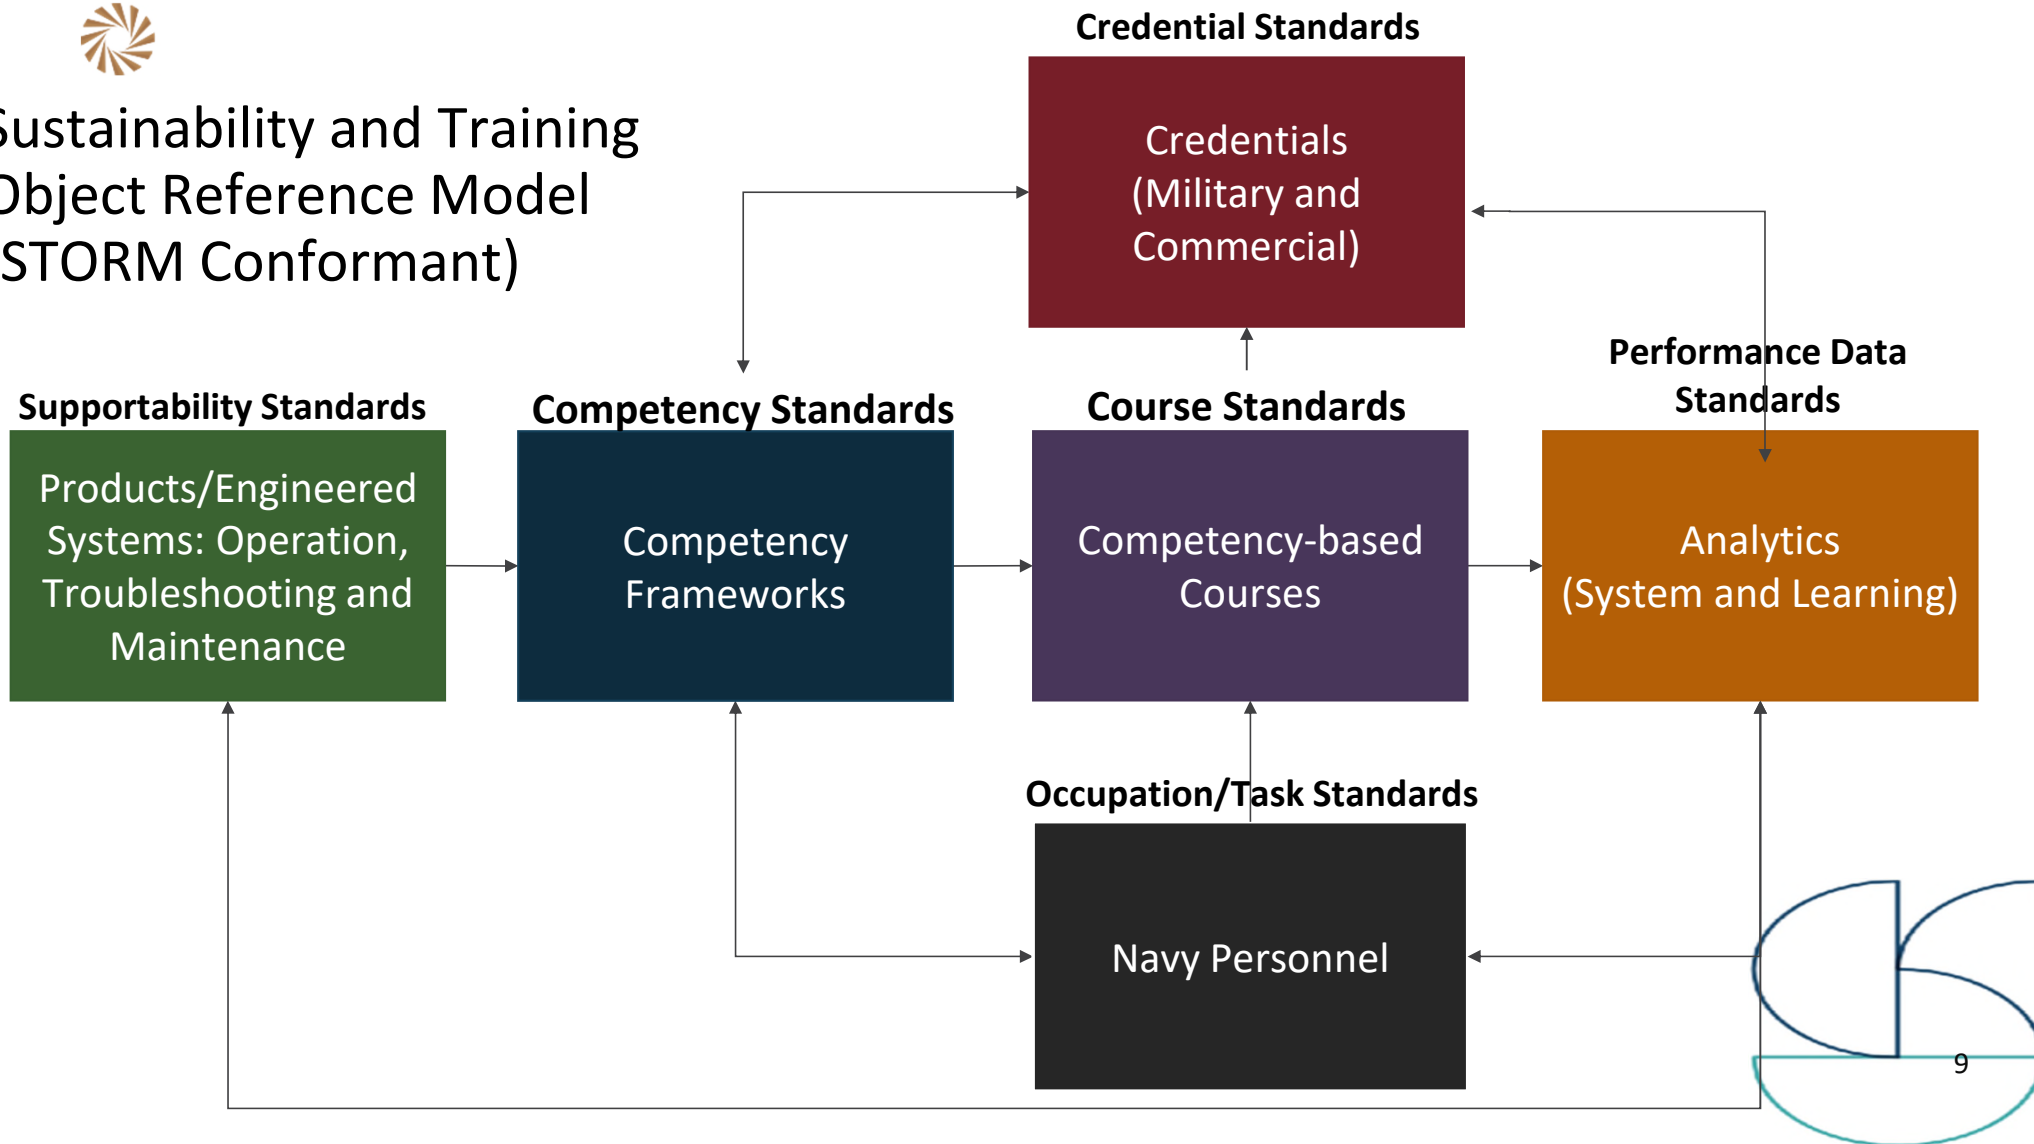 Sustainability and Training
Object Reference Model
STORM Conformant)
Credential Standards
Credentials
(Military and
Commercial)
Performance Data
Standards
Supportability Standards
Competency Standards
Course Standards
Products/Engineered
Systems: Operation,
Troubleshooting and
Maintenance
Competency
Frameworks
Competency-based
Courses
Analytics
(System and Learning)
Occupation/Task Standards
Navy Personnel
9